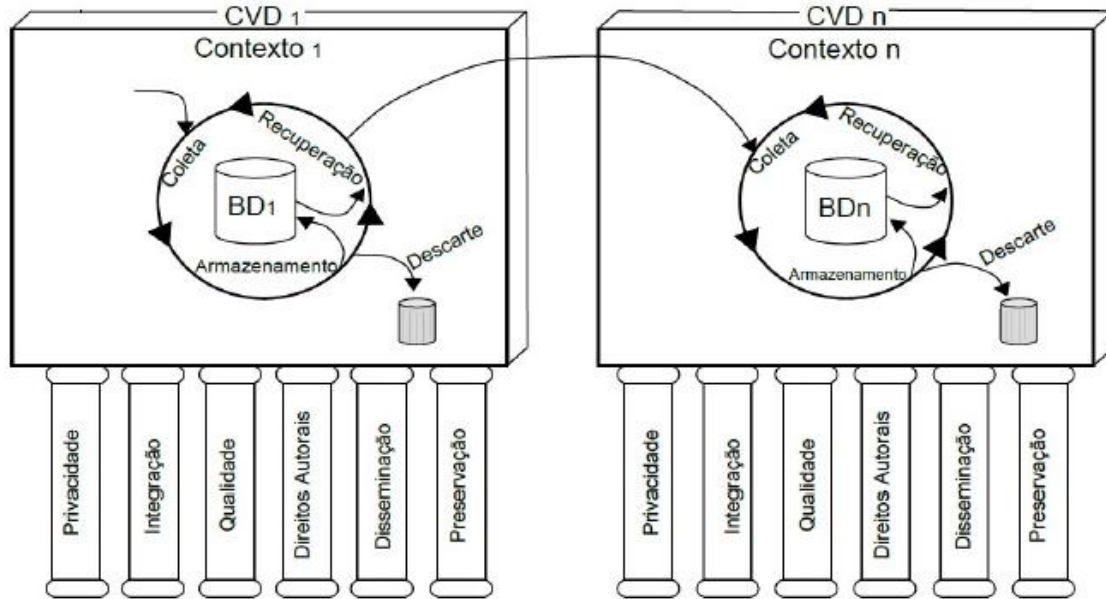 CVD 1
Contexto 1
Coleta
Recuperação
BD1
Armazenamento
Descarte
Privacidade
Integração
Qualidade
Direitos Autorais
Disseminação
Preservação
CVD n
Contexto n
Coleta
Recuperação
BDn
Armazenamento
Descarte
Privacidade
Integração
Qualidade
Direitos Autorais
Disseminação
Preservação